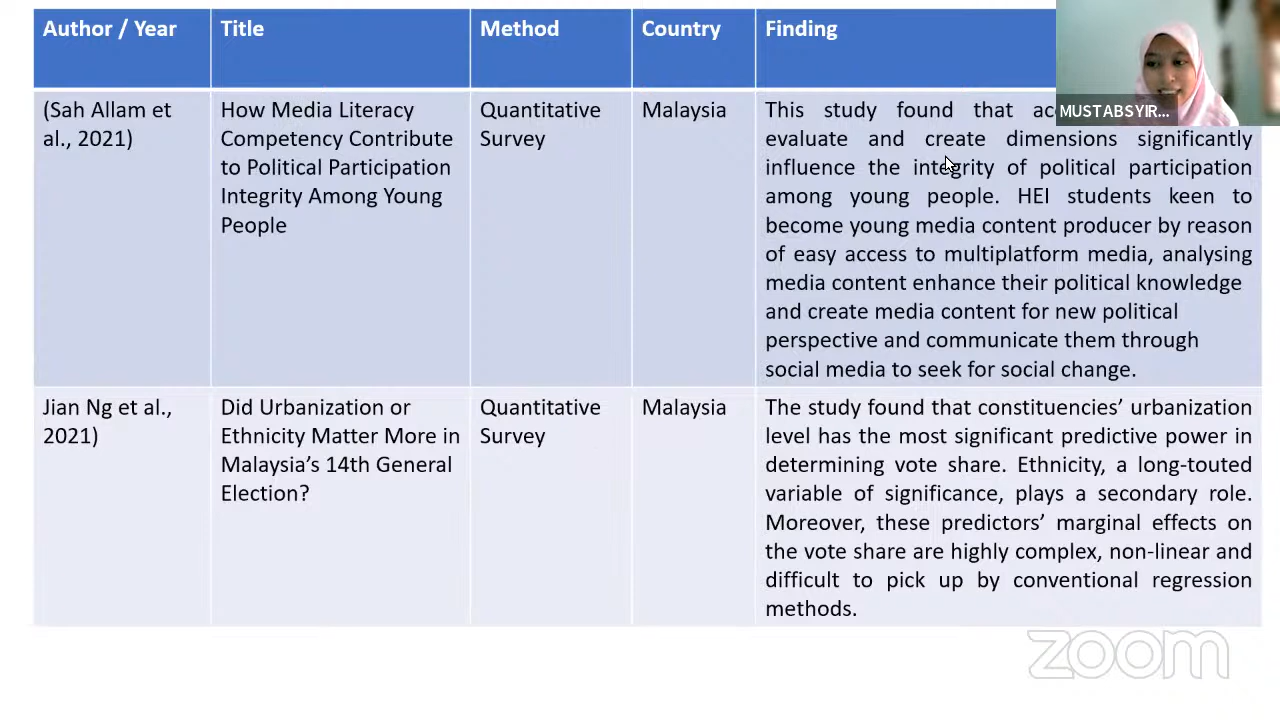 Author / Year
Title
Method
Country
Finding
MUSTABSYIR...
(Sah Allam et
al., 2021)
How Media Literacy
Competency Contribute
to Political Participation
Integrity Among Young
People
Quantitative
Survey
Malaysia
This study found that
evaluate and create dimensions significantly
influence the integrity of political participation
among young people. HEI students keen to
become young media content producer by reason
of easy access to multiplatform media, analysing
media content enhance their political knowledge
and create media content for new political
perspective and communicate them through
social media to seek for social change.
Jian Ng et al.,
2021)
Did Urbanization or
Ethnicity Matter More in
Malaysia’s 14th General
Election?
Quantitative
Survey
Malaysia
The study found that constituencies’ urbanization
level has the most significant predictive power in
determining vote share. Ethnicity, a long-touted
variable of significance, plays a secondary role.
Moreover, these predictors’ marginal effects on
the vote share are highly complex, non-linear and
difficult to pick up by conventional regression
methods.
zoom